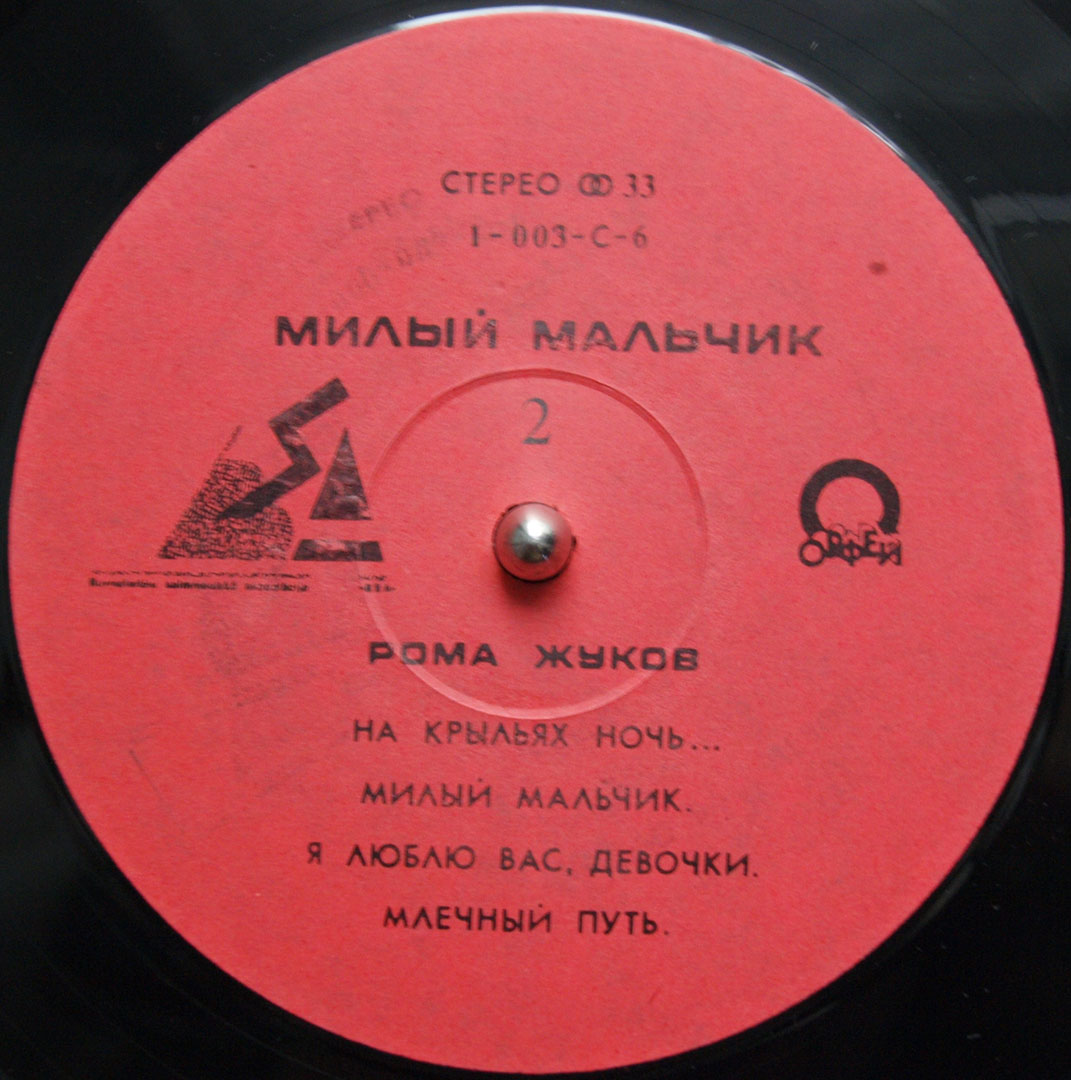 СТЕРЕО 33
1-003-С-6
МИЛЫЙ МАЛЬЧИК
2
ОРФЕЙ
РОМА ЖУКОВ
НА КРЫЛЬЯХ НОЧЬ...
МИЛЫЙ МАЛЬЧИК.
Я ЛЮБЛЮ ВАС, ДЕВОЧКИ.
МЛЕЧНЫЙ ПУТЬ.